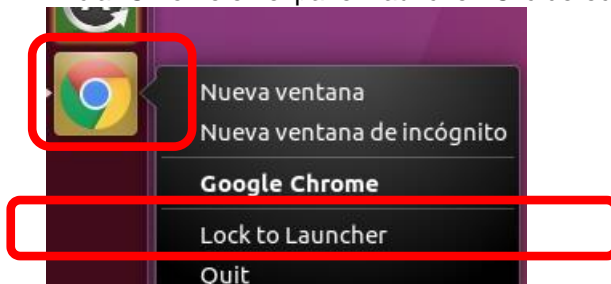 Nueva ventana
Nueva ventana de incógnito
Google Chrome
Lock to Launcher
Quit